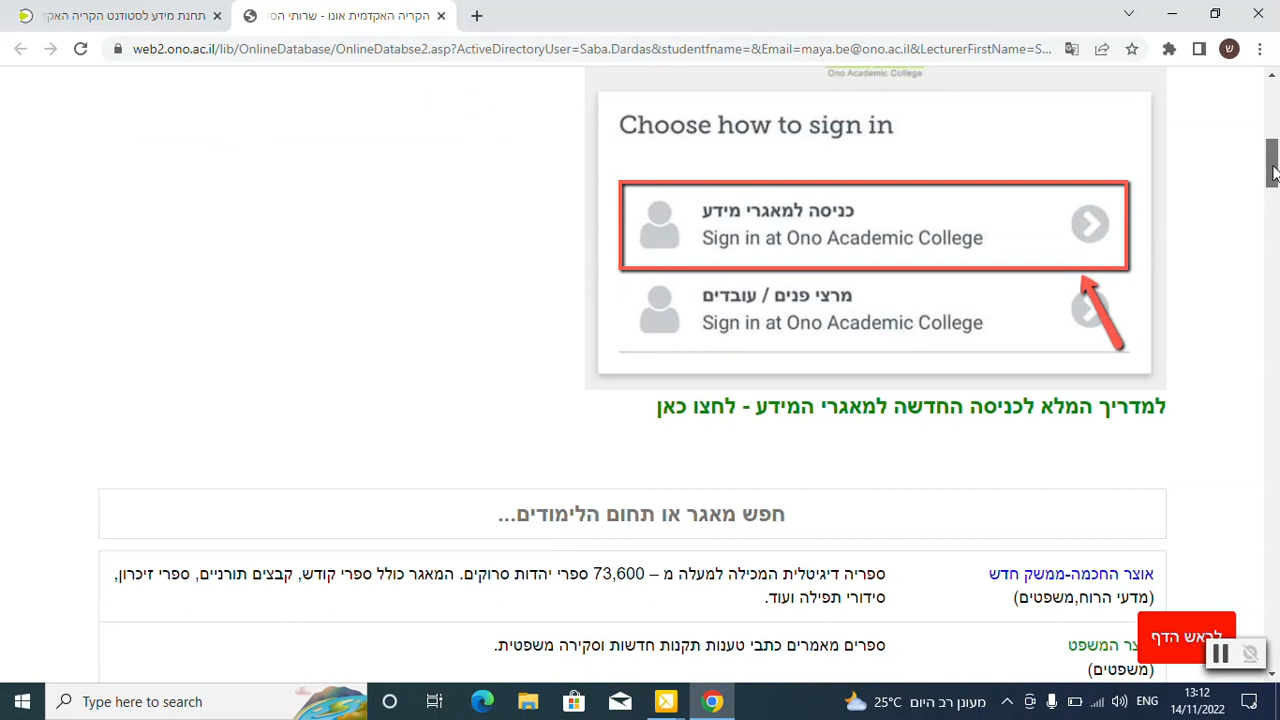 תחנת מידע לסטודנט הקריה האקד
הקריה האקדמית אונו - שרותי הס
web2.ono.ac.il/lib/OnlineDatabase/OnlineDatabse2.asp?ActiveDirectoryUser=Saba.Dardas&studentfname=&Email=maya.be@ono.ac.il&LecturerFirstName=S...
ש
Ono Academic College
Choose how to sign in
כניסה למאגרי מידע
Sign in at Ono Academic College
מרצי פנים / עובדים
Sign in at Ono Academic College
למדריך המלא לכניסה החדשה למאגרי המידע - לחצו כאן
חפש מאגר או תחום הלימודים...
אוצר החכמה-ממשק חדש
(מדעי הרוח,משפטים)
ספריה דיגיטלית המכילה למעלה מ – 73,600 ספרי יהדות סרוקים. המאגר כולל ספרי קודש, קבצים תורניים, ספרי זיכרון,
סידורי תפילה ועוד.
צר המשפט
(משפטים)
ספרים מאמרים כתבי טענות תקנות חדשות וסקירה משפטית.
לראש הדף
Type here to search
25°C מעונן רב היום
ENG
13:12
14/11/2022